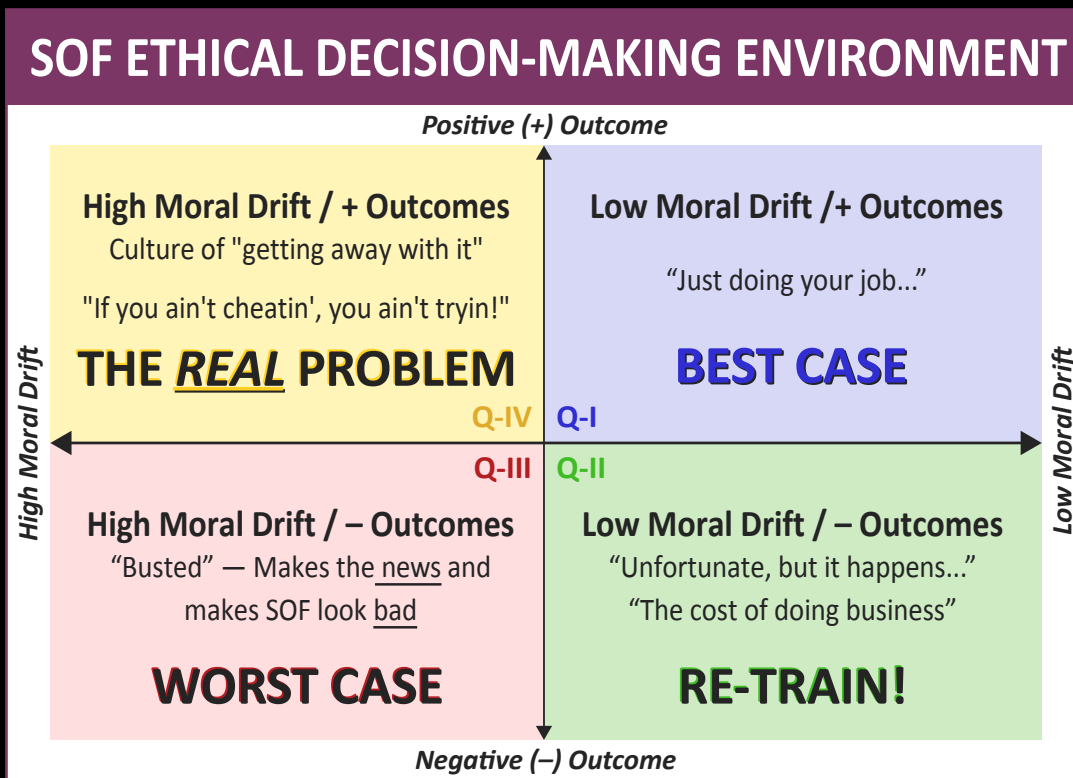 SOF ETHICAL DECISION-MAKING ENVIRONMENT
Positive (+) Outcome
High Moral Drift / + Outcomes
Culture of "getting away with it"
"If you ain't cheatin', you ain't tryin!"
THE REAL PROBLEM
Q-IV
Low Moral Drift /+ Outcomes
“Just doing your job...”
BEST CASE
Q-I
High Moral Drift
Low Moral Drift
Q-III
High Moral Drift / – Outcomes
“Busted” — Makes the news and
makes SOF look bad
WORST CASE
Q-II
Low Moral Drift / – Outcomes
“Unfortunate, but it happens...”
“The cost of doing business”
RE-TRAIN!
Negative (–) Outcome